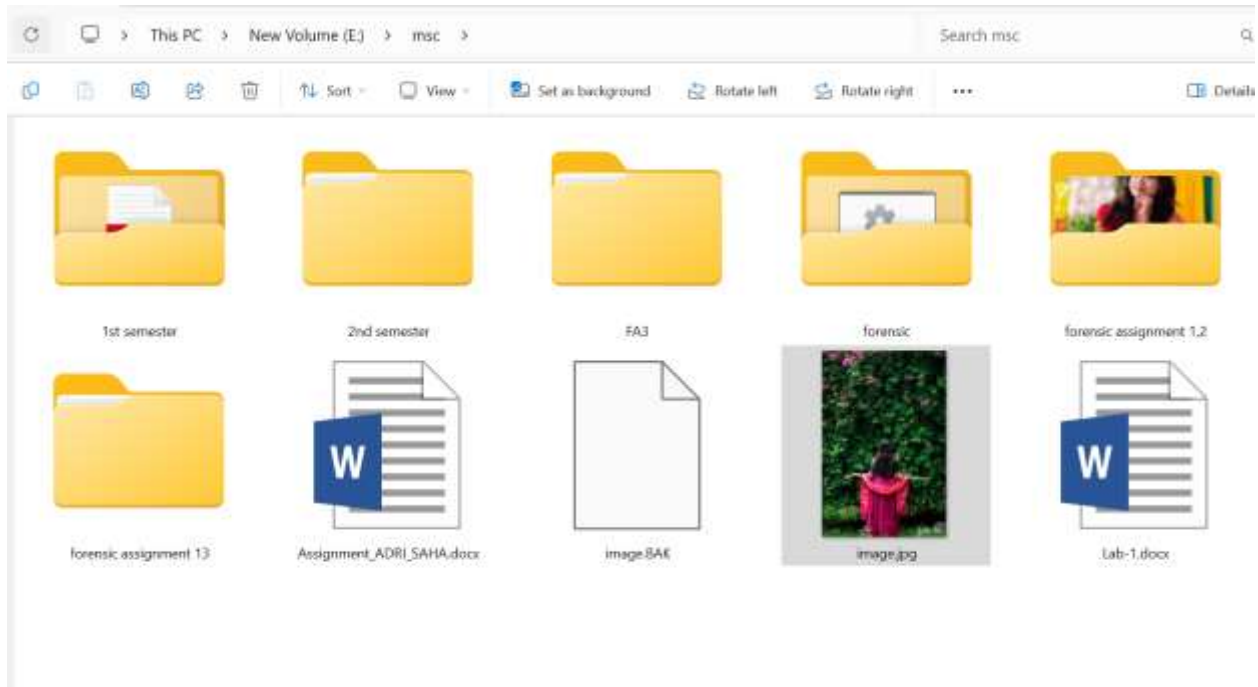 This PC > New Volume (E:) > msc >
Search msc
Sort
View
Set as background
Rotate left
Rotate right
•••
Details
1st semester
2nd semester
FA3
forensic
forensic assignment 1,2
W
W
forensic assignment 13
Assignment_ADRI_SAHA.docx
image.BAK
image.jpg
Lab-1.docx